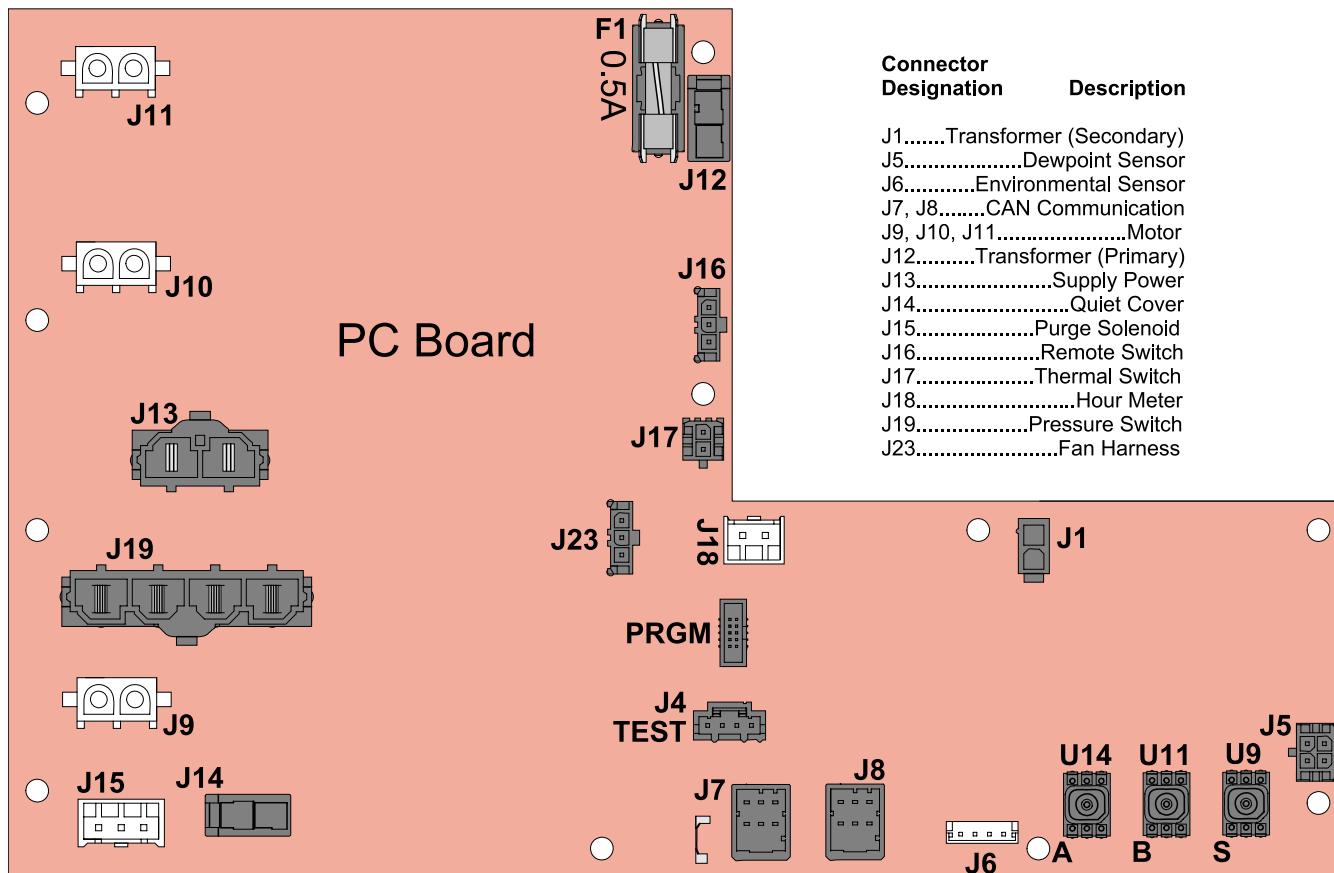 F1
0.5A
J11
J12
Connector
Designation Description
J1.......Transformer (Secondary)
J5.....................Dewpoint Sensor
J6............Environmental Sensor
J7, J8........CAN Communication
J9, J10, J11.......................Motor
J12..........Transformer (Primary)
J13........................Supply Power
J14...........................Quiet Cover
J15.....................Purge Solenoid
J16......................Remote Switch
J17.....................Thermal Switch
J18............................Hour Meter
J19....................Pressure Switch
J23.........................Fan Harness
J10
J16
PC Board
J13
J17
J19
J23
J18
J1
PRGM
J9
J4
TEST
J5
J15
J14
J7
J8
U14
U11
U9
J6
A
B
S